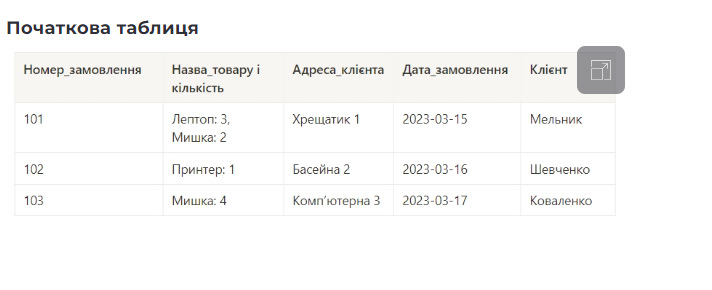 Початкова таблиця
Номер_замовлення Назва_товару і кількість Адреса_клієнта Дата_замовлення Клієнт
101 Лептоп: 3, Мишка: 2 Хрещатик 1 2023-03-15 Мельник
102 Принтер: 1 Басейна 2 2023-03-16 Шевченко
103 Мишка: 4 Комп’ютерна 3 2023-03-17 Коваленко